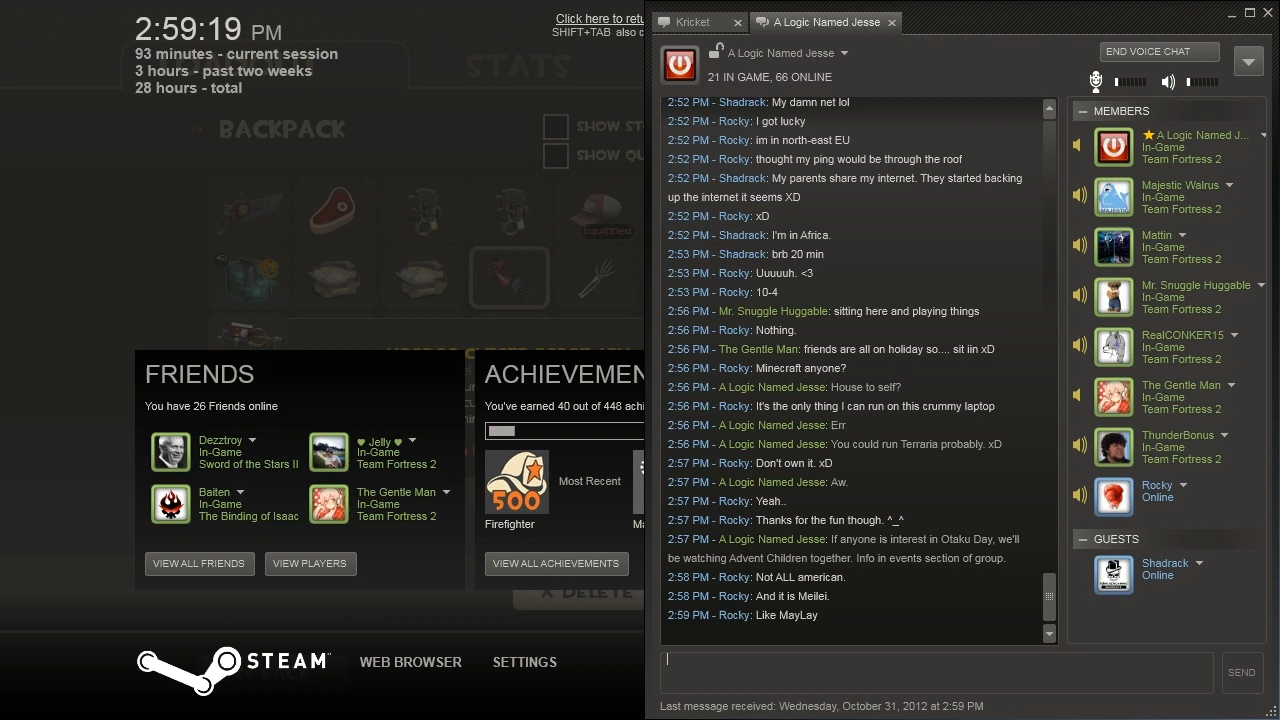 2:59:19 PM
93 minutes - current session
3 hours - past two weeks
28 hours - total
Click here to retu
SHIFT+TAB also c
STATS
BACKPACK
SHOW ST
SHOW QU
Equipped
FRIENDS
You have 26 Friends online
Dezztroy
In-Game
Sword of the Stars II
♥ Jelly ♥
In-Game
Team Fortress 2
Baiten
In-Game
The Binding of Isaac
The Gentle Man
In-Game
Team Fortress 2
VIEW ALL FRIENDS
VIEW PLAYERS
ACHIEVEMEN
You've earned 40 out of 448 achi
500
Most Recent
Firefighter
Ma
VIEW ALL ACHIEVEMENTS
X DELETE
STEAM™
WEB BROWSER
SETTINGS
Kricket
A Logic Named Jesse
A Logic Named Jesse
21 IN GAME, 66 ONLINE
END VOICE CHAT
2:52 PM - Shadrack: My damn net lol
2:52 PM - Rocky: I got lucky
2:52 PM - Rocky: im in north-east EU
2:52 PM - Rocky: thought my ping would be through the roof
2:52 PM - Shadrack: My parents share my internet. They started backing
up the internet it seems XD
2:52 PM - Rocky: xD
2:52 PM - Shadrack: I'm in Africa.
2:53 PM - Shadrack: brb 20 min
2:53 PM - Rocky: Uuuuuh. <3
2:53 PM - Rocky: 10-4
2:56 PM - Mr. Snuggle Huggable: sitting here and playing things
2:56 PM - Rocky: Nothing.
2:56 PM - The Gentle Man: friends are all on holiday so.... sit iin xD
2:56 PM - Rocky: Minecraft anyone?
2:56 PM - A Logic Named Jesse: House to self?
2:56 PM - Rocky: It's the only thing I can run on this crummy laptop
2:56 PM - A Logic Named Jesse: Err
2:56 PM - A Logic Named Jesse: You could run Terraria probably. xD
2:57 PM - Rocky: Don't own it. xD
2:57 PM - A Logic Named Jesse: Aw.
2:57 PM - Rocky: Yeah..
2:57 PM - Rocky: Thanks for the fun though. ^_^
2:57 PM - A Logic Named Jesse: If anyone is interest in Otaku Day, we'll
be watching Advent Children together. Info in events section of group.
2:58 PM - Rocky: Not ALL american.
2:58 PM - Rocky: And it is Meilei.
2:59 PM - Rocky: Like MayLay
MEMBERS
A Logic Named J...
In-Game
Team Fortress 2
Majestic Walrus
In-Game
Team Fortress 2
MAJESTIC
Mattin
In-Game
Team Fortress 2
Mr. Snuggle Huggable
In-Game
Team Fortress 2
RealCONKER15
In-Game
Team Fortress 2
The Gentle Man
In-Game
Team Fortress 2
ThunderBonus
In-Game
Team Fortress 2
Rocky
Online
GUESTS
Shadrack
Online
SEND
Last message received: Wednesday, October 31, 2012 at 2:59 PM